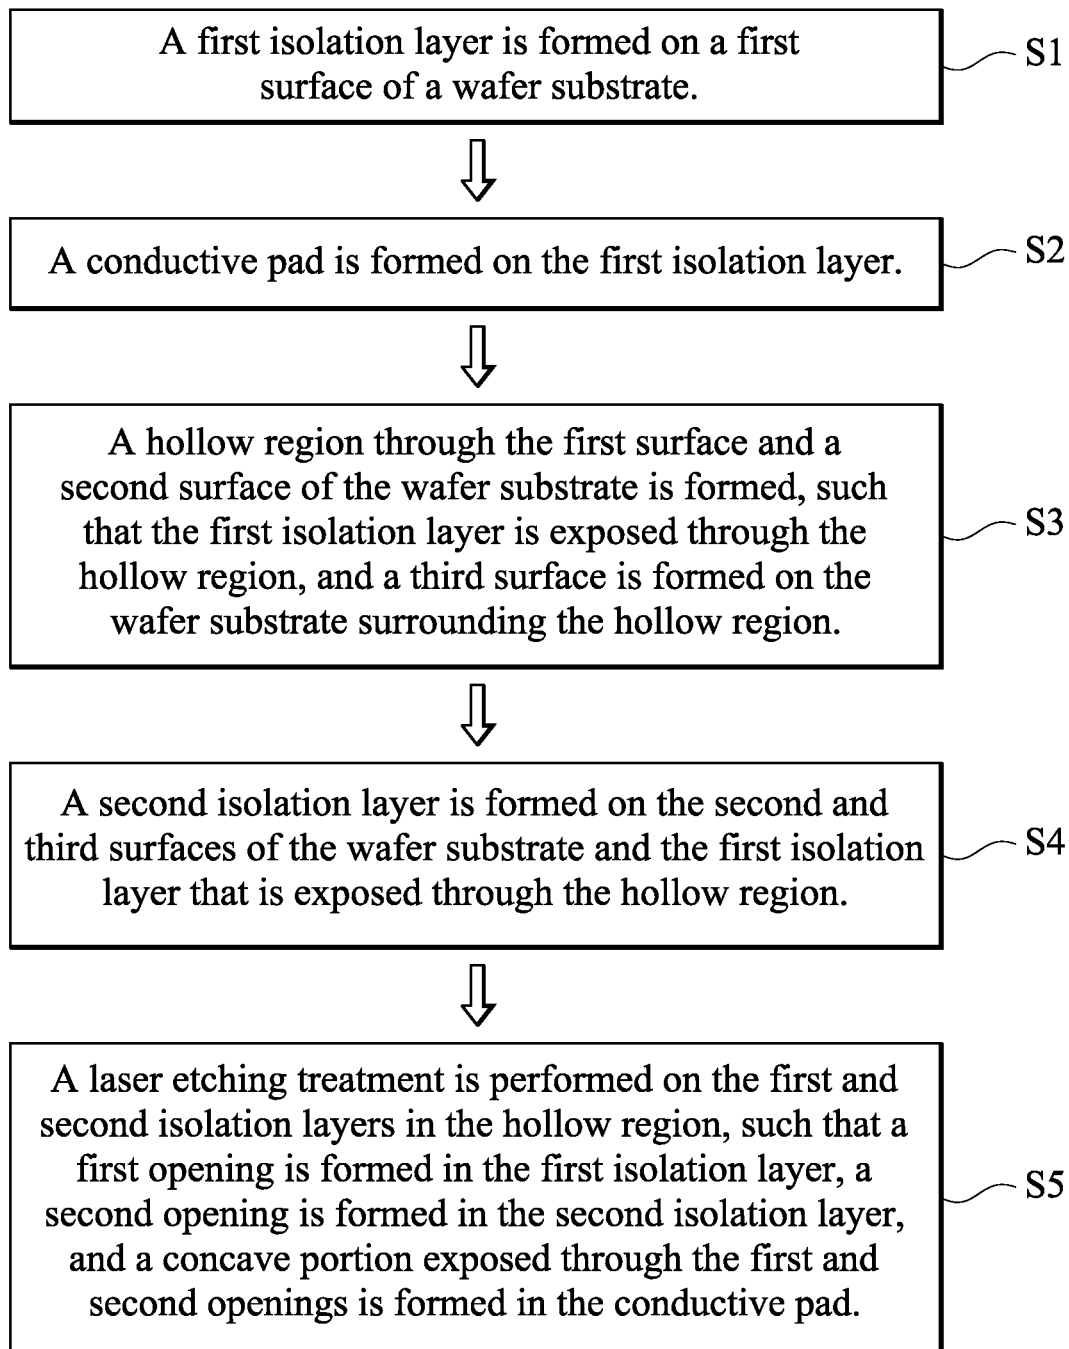 A first isolation layer is formed on a first
surface of a wafer substrate.
S1
A conductive pad is formed on the first isolation layer.
S2
A hollow region through the first surface and a
second surface of the wafer substrate is formed, such
that the first isolation layer is exposed through the
hollow region, and a third surface is formed on the
wafer substrate surrounding the hollow region.
S3
A second isolation layer is formed on the second and
third surfaces of the wafer substrate and the first isolation
layer that is exposed through the hollow region.
S4
A laser etching treatment is performed on the first and
second isolation layers in the hollow region, such that a
first opening is formed in the first isolation layer, a
second opening is formed in the second isolation layer,
and a concave portion exposed through the first and
second openings is formed in the conductive pad.
S5